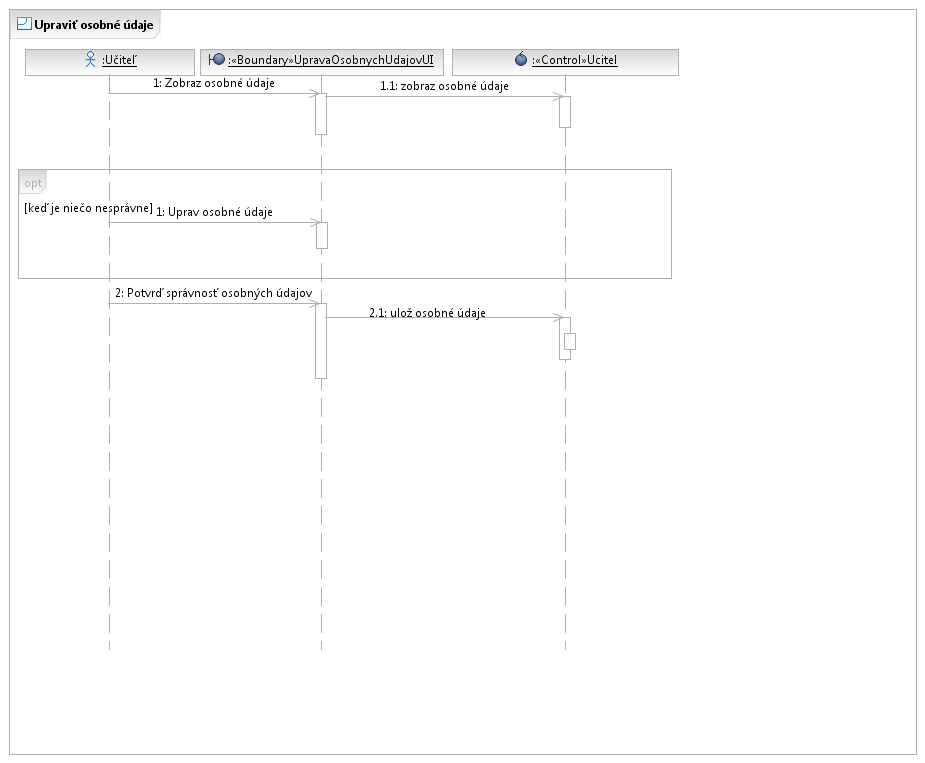 Upraviť osobné údaje
:Učiteľ
:«Boundary»UpravaOsobnychUdajovUI
:«Control»Ucitel
1: Zobraz osobné údaje
1.1: zobraz osobné údaje
opt
[keď je niečo nesprávne]
1: Uprav osobné údaje
2: Potvrď správnosť osobných údajov
2.1: ulož osobné údaje